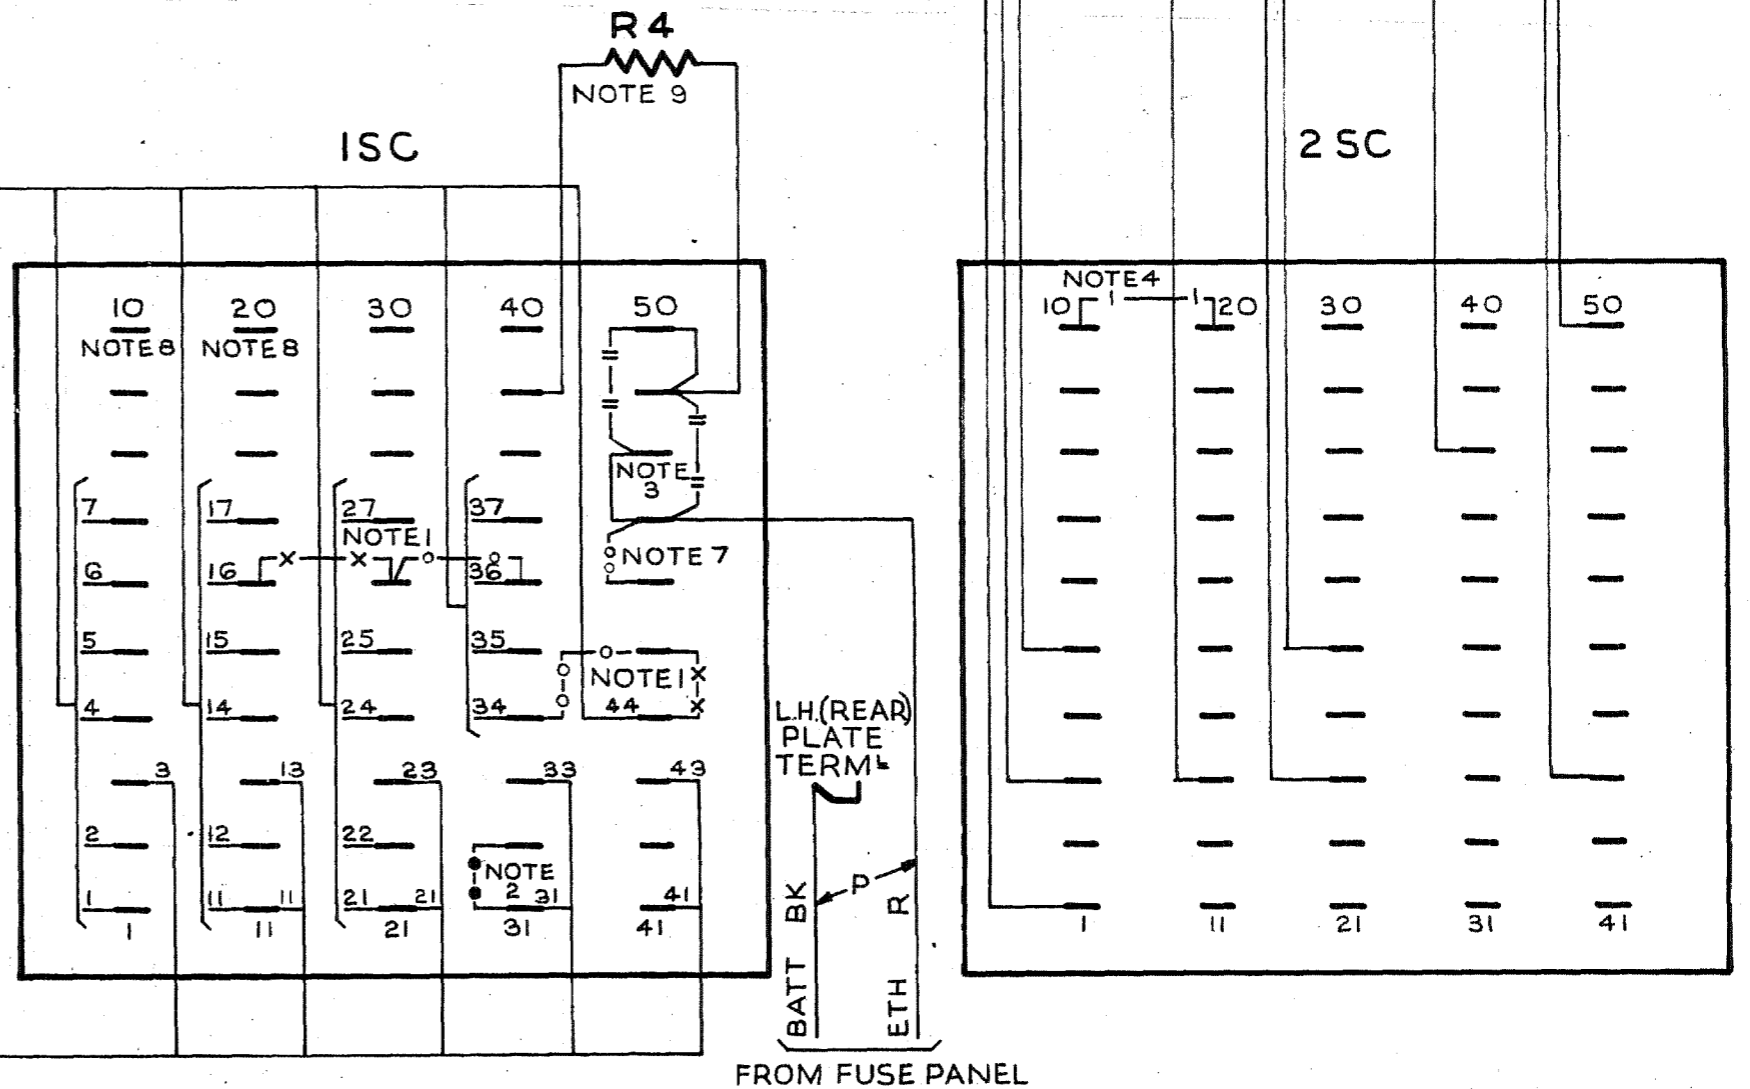 R4
NOTE 9
1SC
2 SC
10 20 30 40 50
NOTE 8 NOTE 8
NOTE 3
7 17 27 37
NOTE 1
NOTE 7
6 16 36
5 15 25 35
NOTE 1
4 14 24 34 44
3 13 23 33 43
2 12 22
NOTE 2
1 11 11 21 21 31 41
1 11 21 31 41
L.H.(REAR)
PLATE
TERML
P
BATT BK
ETH R
FROM FUSE PANEL
NOTE 4
10 1 1 20 30 40 50
1 11 21 31 41